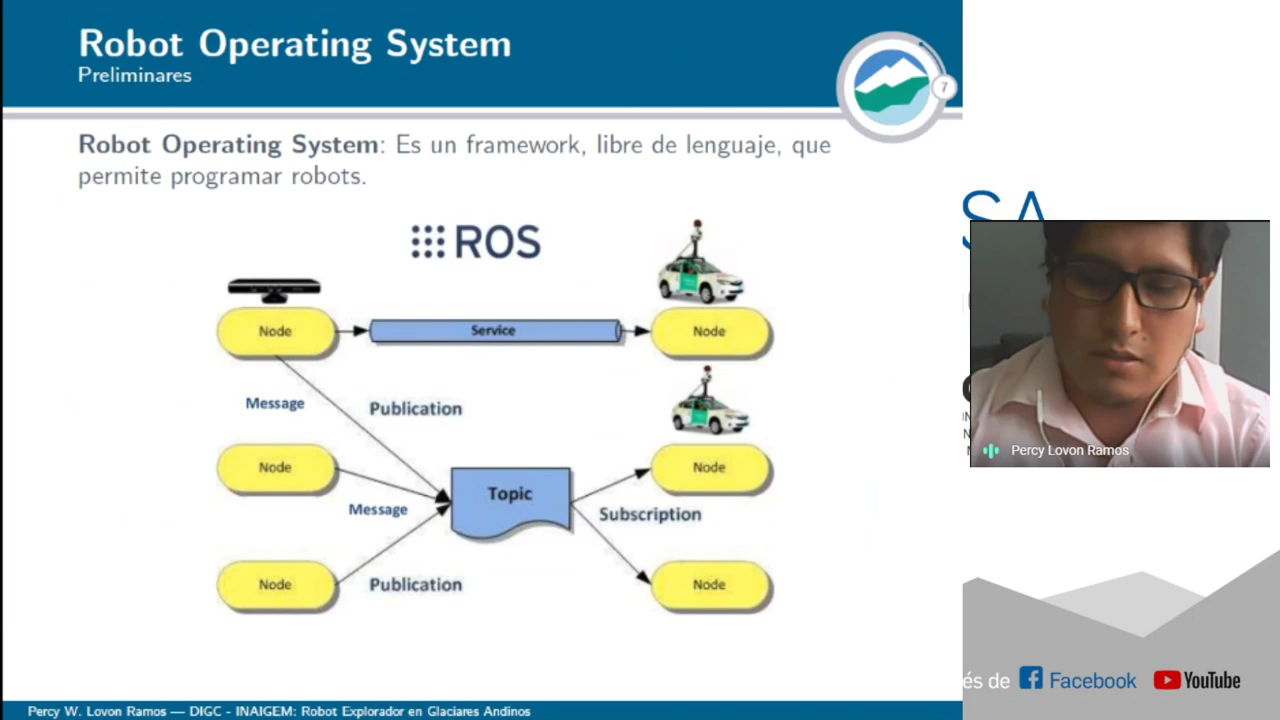 Robot Operating System
Preliminares
7
Robot Operating System: Es un framework, libre de lenguaje, que
permite programar robots.
ROS
Node
Service
Node
Message
Publication
Node
Topic
Node
Message
Subscription
Node
Publication
Node
Percy W. Lovon Ramos — DIGC - INAIGEM: Robot Explorador en Glaciares Andinos
SA
Percy Lovon Ramos
és de Facebook YouTube